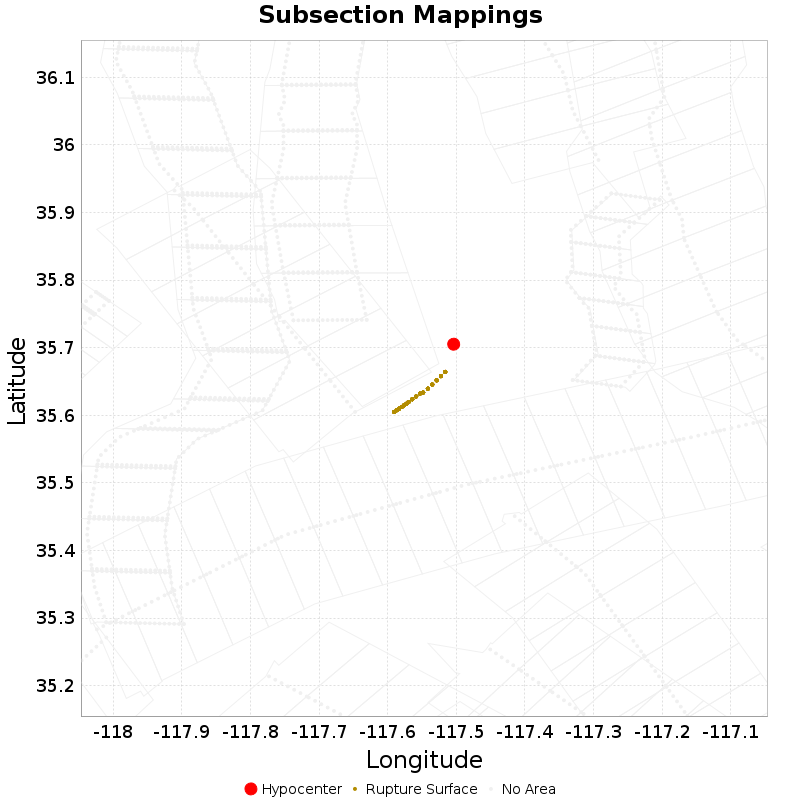 Subsection Mappings
36.1
36
35.9
35.8
35.7
35.6
35.5
35.4
35.3
35.2
Latitude
-118 -117.9 -117.8 -117.7 -117.6 -117.5 -117.4 -117.3 -117.2 -117.1
Longitude
Hypocenter Rupture Surface No Area